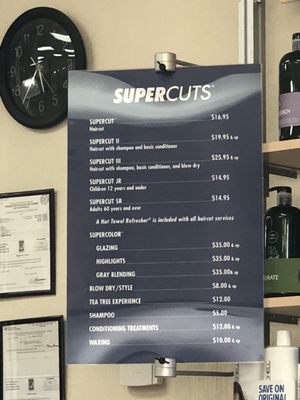 SUPERCUTS®
SUPERCUT $16.95
Haircut
SUPERCUT II $19.95 & up
Haircut with shampoo and basic conditioner
SUPERCUT III $25.95 & up
Haircut with shampoo, basic conditioner, and blow dry
SUPERCUT JR $14.95
Children 12 years and under
SUPERCUT SR $14.95
Adults 60 years and over
A Hot Towel Refresher® is included with all haircut services
SUPERCOLOR®
GLAZING $35.00 & up
HIGHLIGHTS $35.00 & up
GRAY BLENDING $35.00& up
BLOW DRY/STYLE $8.00 & up
TEA TREE EXPERIENCE $12.00
SHAMPOO $5.00
CONDITIONING TREATMENTS $12.00 & up
WAXING $10.00 & up
SAVE ON